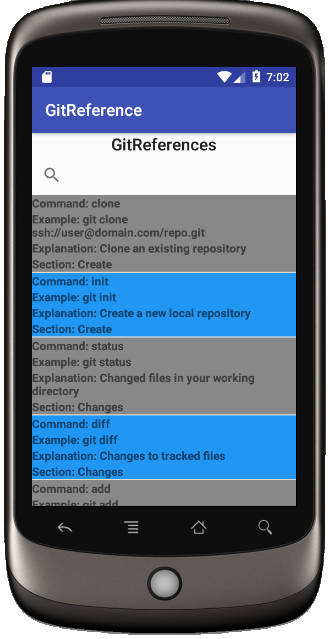 7:02
GitReference
GitReferences
Command: clone
Example: git clone
ssh://user@domain.com/repo.git
Explanation: Clone an existing repository
Section: Create
Command: init
Example: git init
Explanation: Create a new local repository
Section: Create
Command: status
Example: git status
Explanation: Changed files in your working
directory
Section: Changes
Command: diff
Example: git diff
Explanation: Changes to tracked files
Section: Changes
Command: add
Example: git add